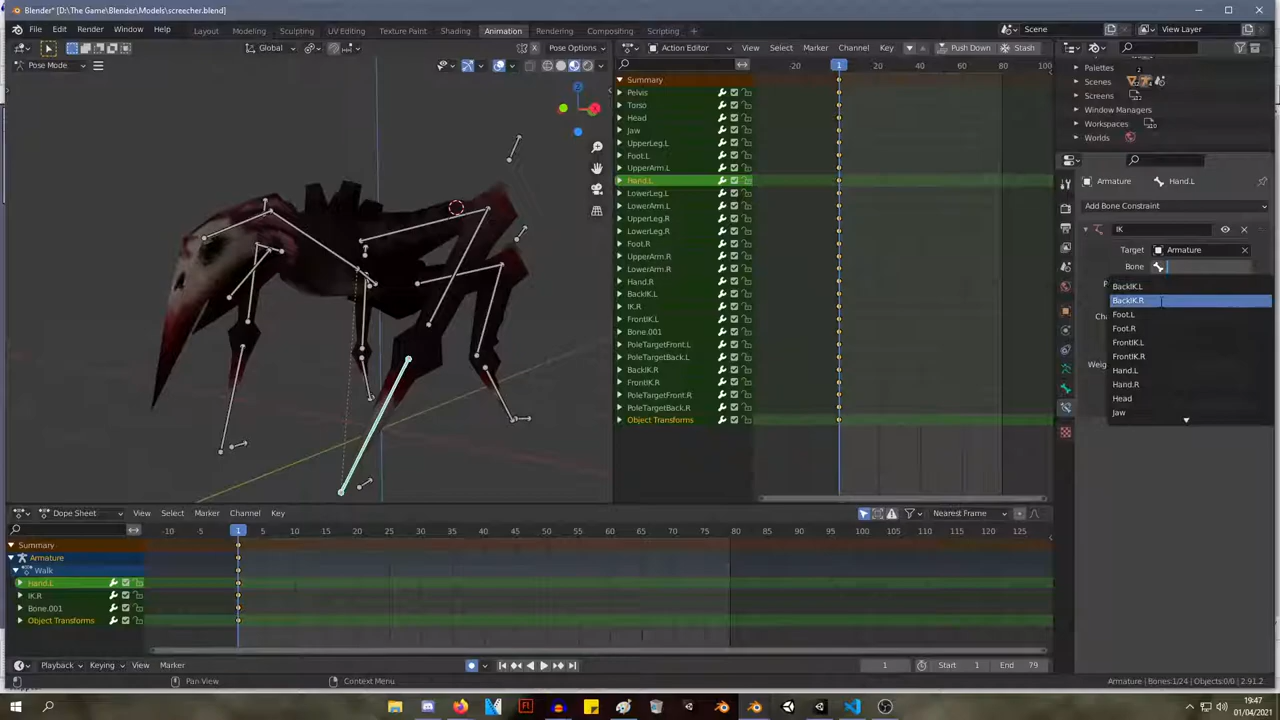 Blender* [D:\The Game\Blender\Models\screecher.blend]
File Edit Render Window Help Layout Modeling Sculpting UV Editing Texture Paint Shading Animation Rendering Compositing Scripting + Scene View Layer
Global Pose Options Action Editor View Select Marker Channel Key Push Down Stash
Pose Mode -20 1 20 40 60 80 100
Summary
Pelvis
Torso
Head
Jaw
UpperLeg.L
Foot.L
UpperArm.L
Hand.L
LowerLeg.L
LowerArm.L
UpperLeg.R
LowerLeg.R
Foot.R
UpperArm.R
LowerArm.R
Hand.R
BackIK.L
IK.R
FrontIK.L
Bone.001
PoleTargetFront.L
PoleTargetBack.L
BackIK.R
FrontIK.R
PoleTargetFront.R
PoleTargetBack.R
Object Transforms
Palettes 2
Scenes
Screens
Window Managers
Workspaces
Worlds
Armature Hand.L
Add Bone Constraint
IK
Target Armature
Bone
BackIK.L
BackIK.R
Foot.L
Foot.R
FrontIK.L
FrontIK.R
Hand.L
Hand.R
Head
Jaw
Dope Sheet View Select Marker Channel Key Nearest Frame
-10 1 5 10 15 20 25 30 35 40 45 50 55 60 65 70 75 80 85 90 95 100 105 110 115 120 125 130
Summary
Armature
Walk
Hand.L
IK.R
Bone.001
Object Transforms
Playback Keying View Marker 1 Start 1 End 79
Pan View Context Menu Armature | Bones:1/24 | Objects:0/0 | 2.91.2
19:47
01/04/2021